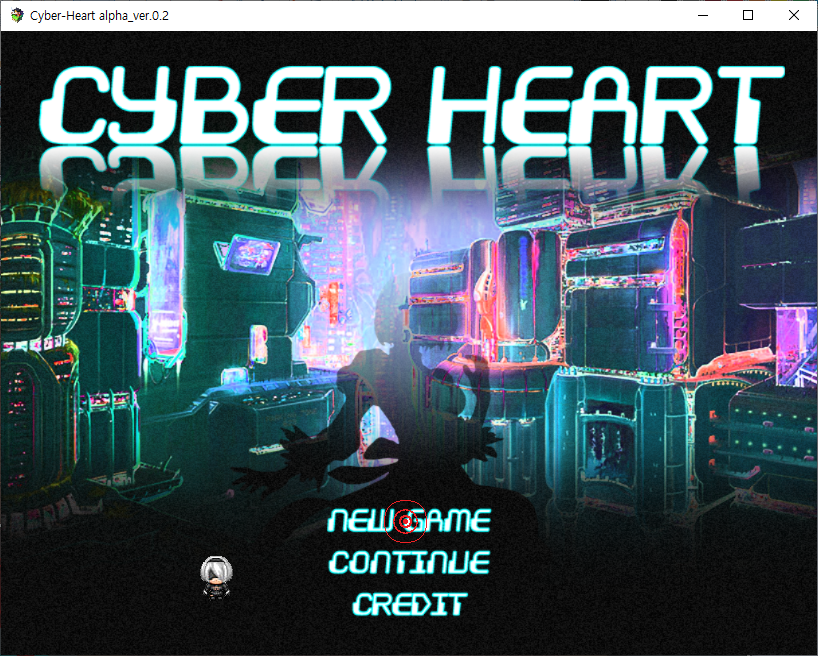 Cyber-Heart alpha_ver.0.2
CYBER HEART
NEW GAME
CONTINUE
CREDIT